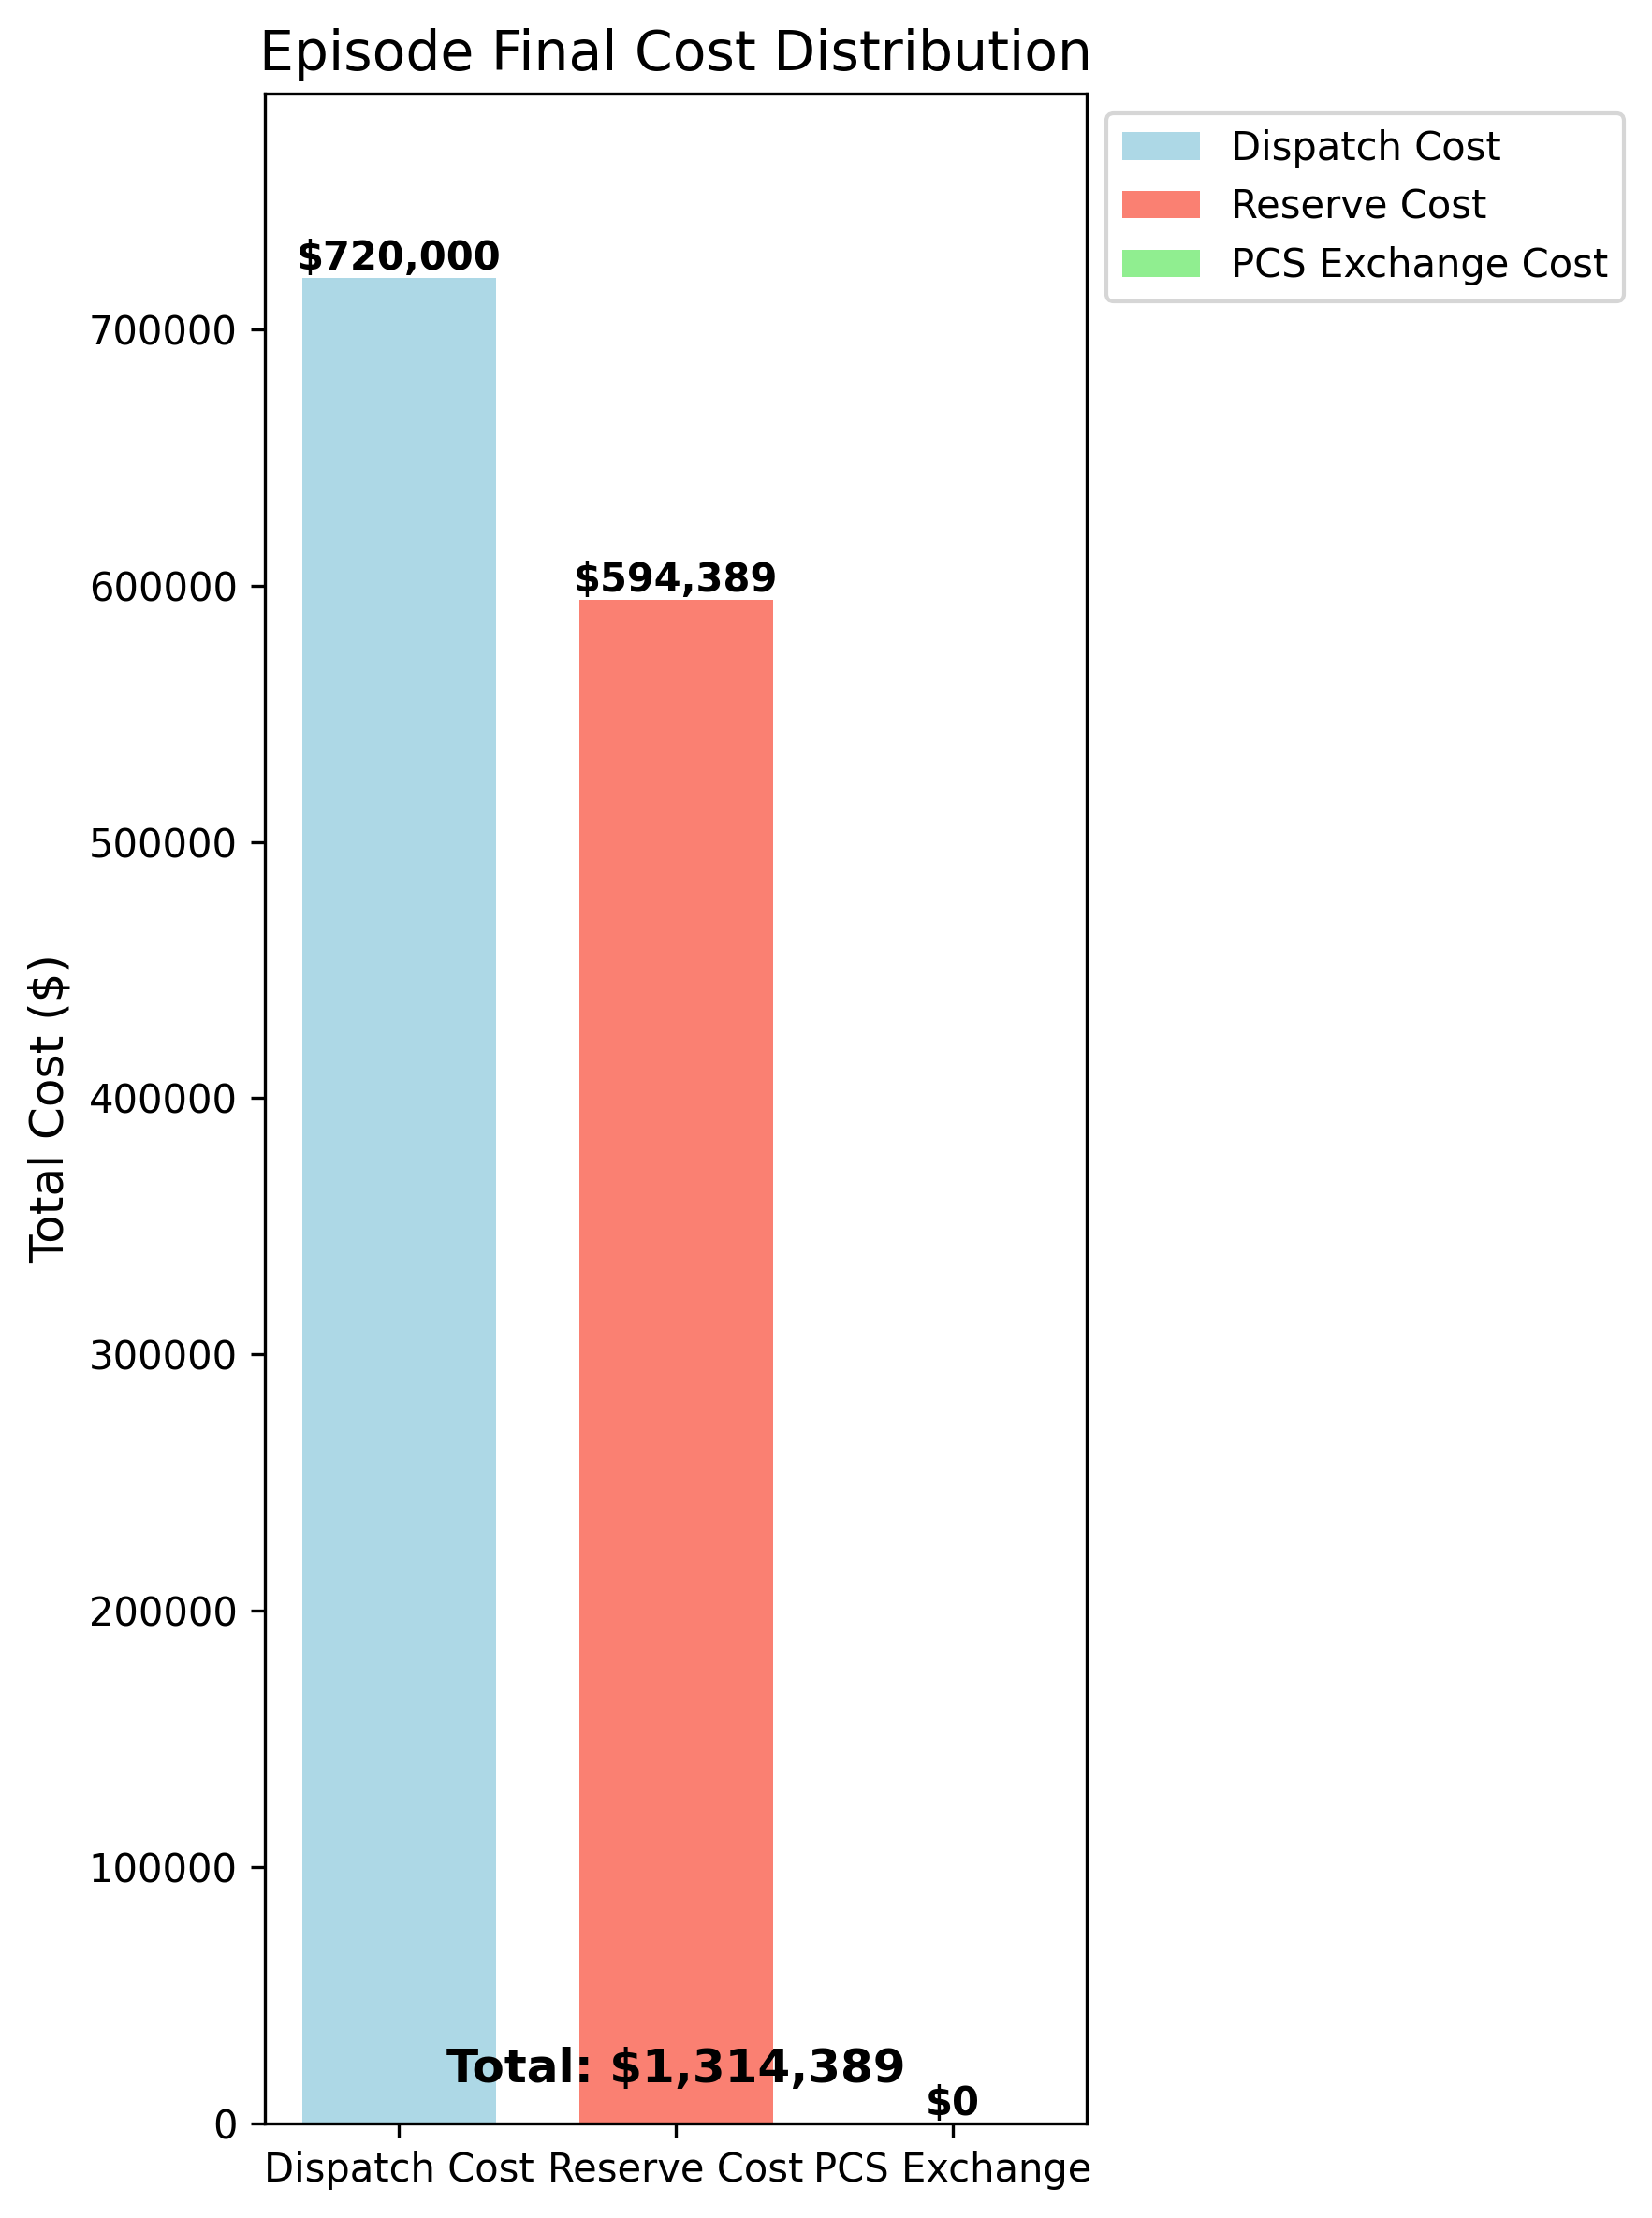 Episode Final Cost Distribution
Dispatch Cost
Reserve Cost
PCS Exchange Cost
$720,000
$594,389
Total: $1,314,389
$0
700000
600000
500000
400000
300000
200000
100000
0
Total Cost ($)
Dispatch Cost Reserve Cost PCS Exchange